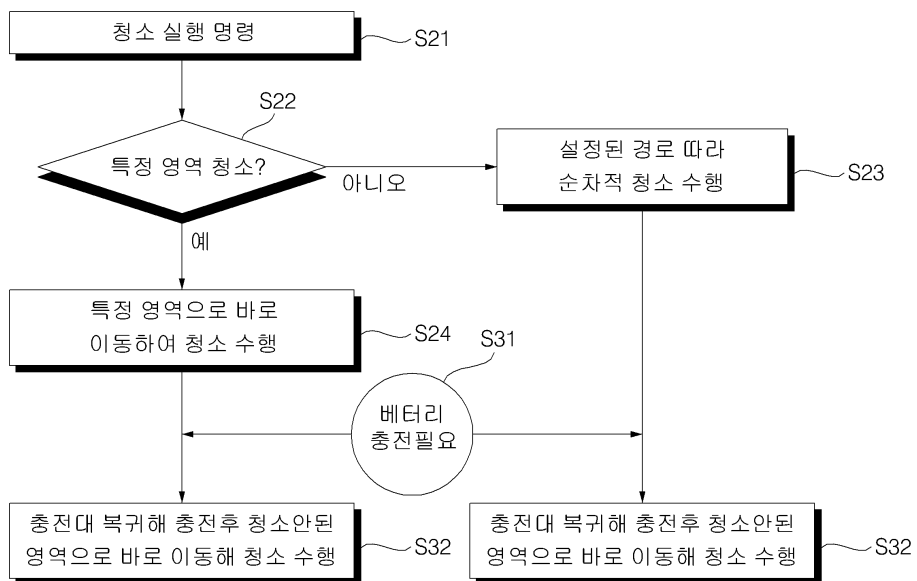 청소 실행 명령
S21
S22
특정 영역 청소?
아니오
예
설정된 경로 따라
순차적 청소 수행
S23
특정 영역으로 바로
이동하여 청소 수행
S24
S31
베터리
충전필요
충전대 복귀해 충전후 청소안된
영역으로 바로 이동해 청소 수행
S32
충전대 복귀해 충전후 청소안된
영역으로 바로 이동해 청소 수행
S32